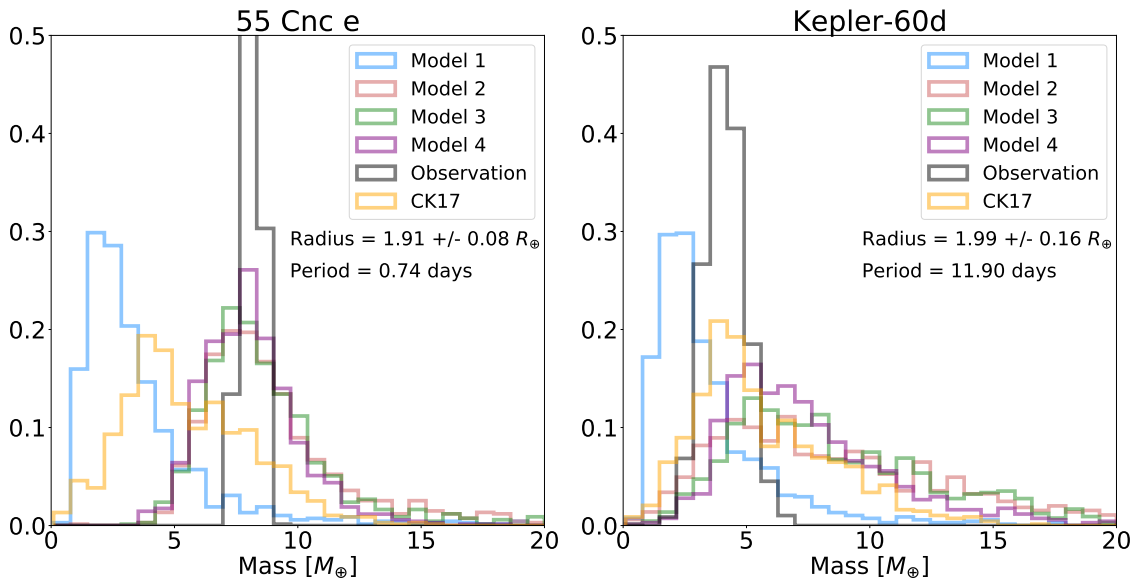 55 Cnc e
0.5
0.4
0.3
0.2
0.1
0.0
Model 1
Model 2
Model 3
Model 4
Observation
CK17
Radius = 1.91 +/- 0.08 R⊕
Period = 0.74 days
0 5 10 15 20
Mass [M⊕]
Kepler-60d
0.5
0.4
0.3
0.2
0.1
0.0
Model 1
Model 2
Model 3
Model 4
Observation
CK17
Radius = 1.99 +/- 0.16 R⊕
Period = 11.90 days
0 5 10 15 20
Mass [M⊕]